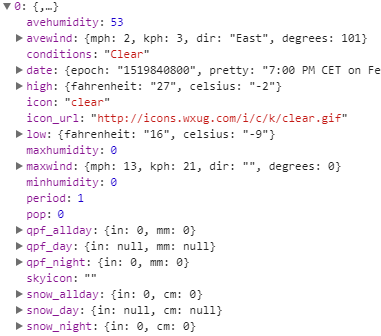 ▼ 0: {,…}
avehumidity: 53
▶ avewind: {mph: 2, kph: 3, dir: "East", degrees: 101}
conditions: "Clear"
▶ date: {epoch: "1519840800", pretty: "7:00 PM CET on Fe
▶ high: {fahrenheit: "27", celsius: "-2"}
icon: "clear"
icon_url: "http://icons.wxug.com/i/c/k/clear.gif"
▶ low: {fahrenheit: "16", celsius: "-9"}
maxhumidity: 0
▶ maxwind: {mph: 13, kph: 21, dir: "", degrees: 0}
minhumidity: 0
period: 1
pop: 0
▶ qpf_allday: {in: 0, mm: 0}
▶ qpf_day: {in: null, mm: null}
▶ qpf_night: {in: 0, mm: 0}
skyicon: ""
▶ snow_allday: {in: 0, cm: 0}
▶ snow_day: {in: null, cm: null}
▶ snow_night: {in: 0, cm: 0}